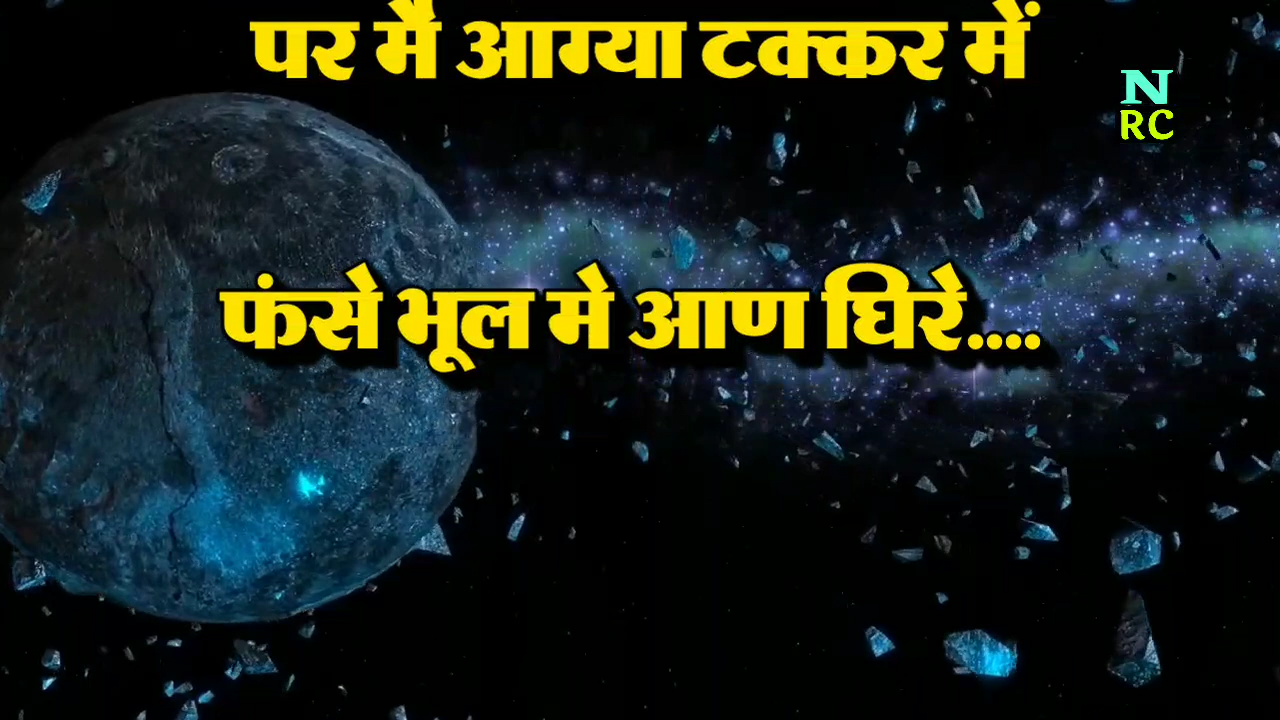 पर मै आग्या टक्कर में
N
RC
फंसे भूल मे आण घिरे....